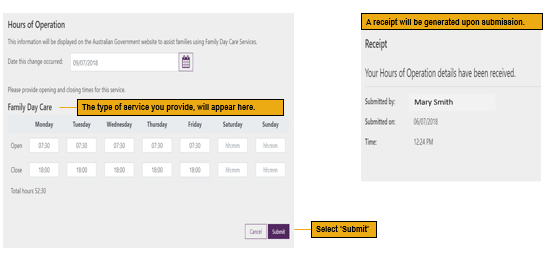 Hours of Operation
This information will be displayed on the Australian Government website to assist families using Family Day Care Services.
Date this change occurred: 09/07/2018
Please provide opening and closing times for this service.
Family Day Care
The type of service you provide, will appear here.
Monday Tuesday Wednesday Thursday Friday Saturday Sunday
Open 07:30 07:30 07:30 07:30 07:30 hh:mm hh:mm
Close 18:00 18:00 18:00 18:00 18:00 hh:mm hh:mm
Total hours 52:30
Cancel Submit
Select 'Submit'
A receipt will be generated upon submission.
Receipt
Your Hours of Operation details have been received.
Submitted by: Mary Smith
Submitted on: 06/07/2018
Time: 12:24 PM